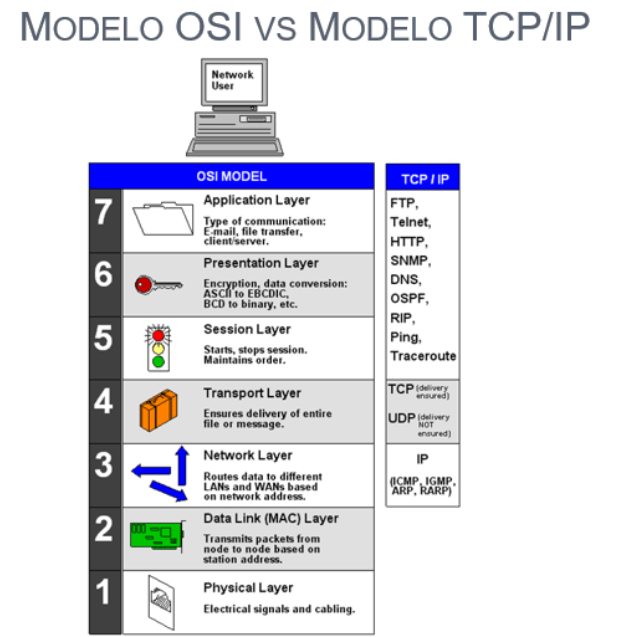 MODELO OSI VS MODELO TCP/IP
Network
User
OSI MODEL
7
Application Layer
Type of communication:
E-mail, file transfer,
client/server.
6
Presentation Layer
Encryption, data conversion:
ASCII to EBCDIC,
BCD to binary, etc.
5
Session Layer
Starts, stops session.
Maintains order.
4
Transport Layer
Ensures delivery of entire
file or message.
3
Network Layer
Routes data to different
LANs and WANs based
on network address.
2
Data Link (MAC) Layer
Transmits packets from
node to node based on
station address.
1
Physical Layer
Electrical signals and cabling.
TCP / IP
FTP,
Telnet,
HTTP,
SNMP,
DNS,
OSPF,
RIP,
Ping,
Traceroute
TCP (delivery
ensured)
UDP (delivery
NOT
ensured)
IP
(ICMP, IGMP,
ARP, RARP)